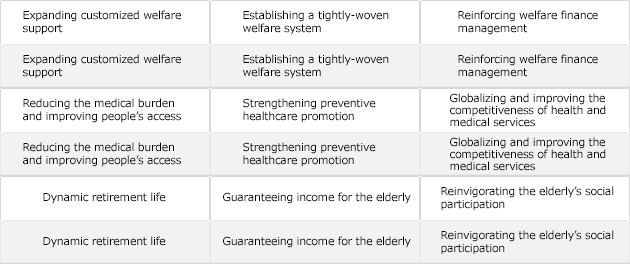 Expanding customized welfare
support
Establishing a tightly-woven
welfare system
Reinforcing welfare finance
management
Expanding customized welfare
support
Establishing a tightly-woven
welfare system
Reinforcing welfare finance
management
Reducing the medical burden
and improving people's access
Strengthening preventive
healthcare promotion
Globalizing and improving the
competitiveness of health and
medical services
Reducing the medical burden
and improving people's access
Strengthening preventive
healthcare promotion
Globalizing and improving the
competitiveness of health and
medical services
Dynamic retirement life
Guaranteeing income for the elderly
Reinvigorating the elderly's social
participation
Dynamic retirement life
Guaranteeing income for the elderly
Reinvigorating the elderly's social
participation